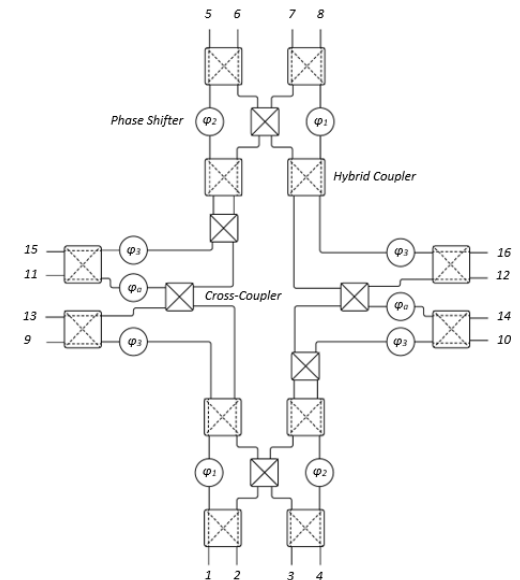 5 6 7 8
Phase Shifter φ2 φ1
Hybrid Coupler
15 φ3 φ3 16
11 φa 12
Cross-Coupler φa
13 14
9 φ3 φ3 10
φ1 φ2
1 2 3 4